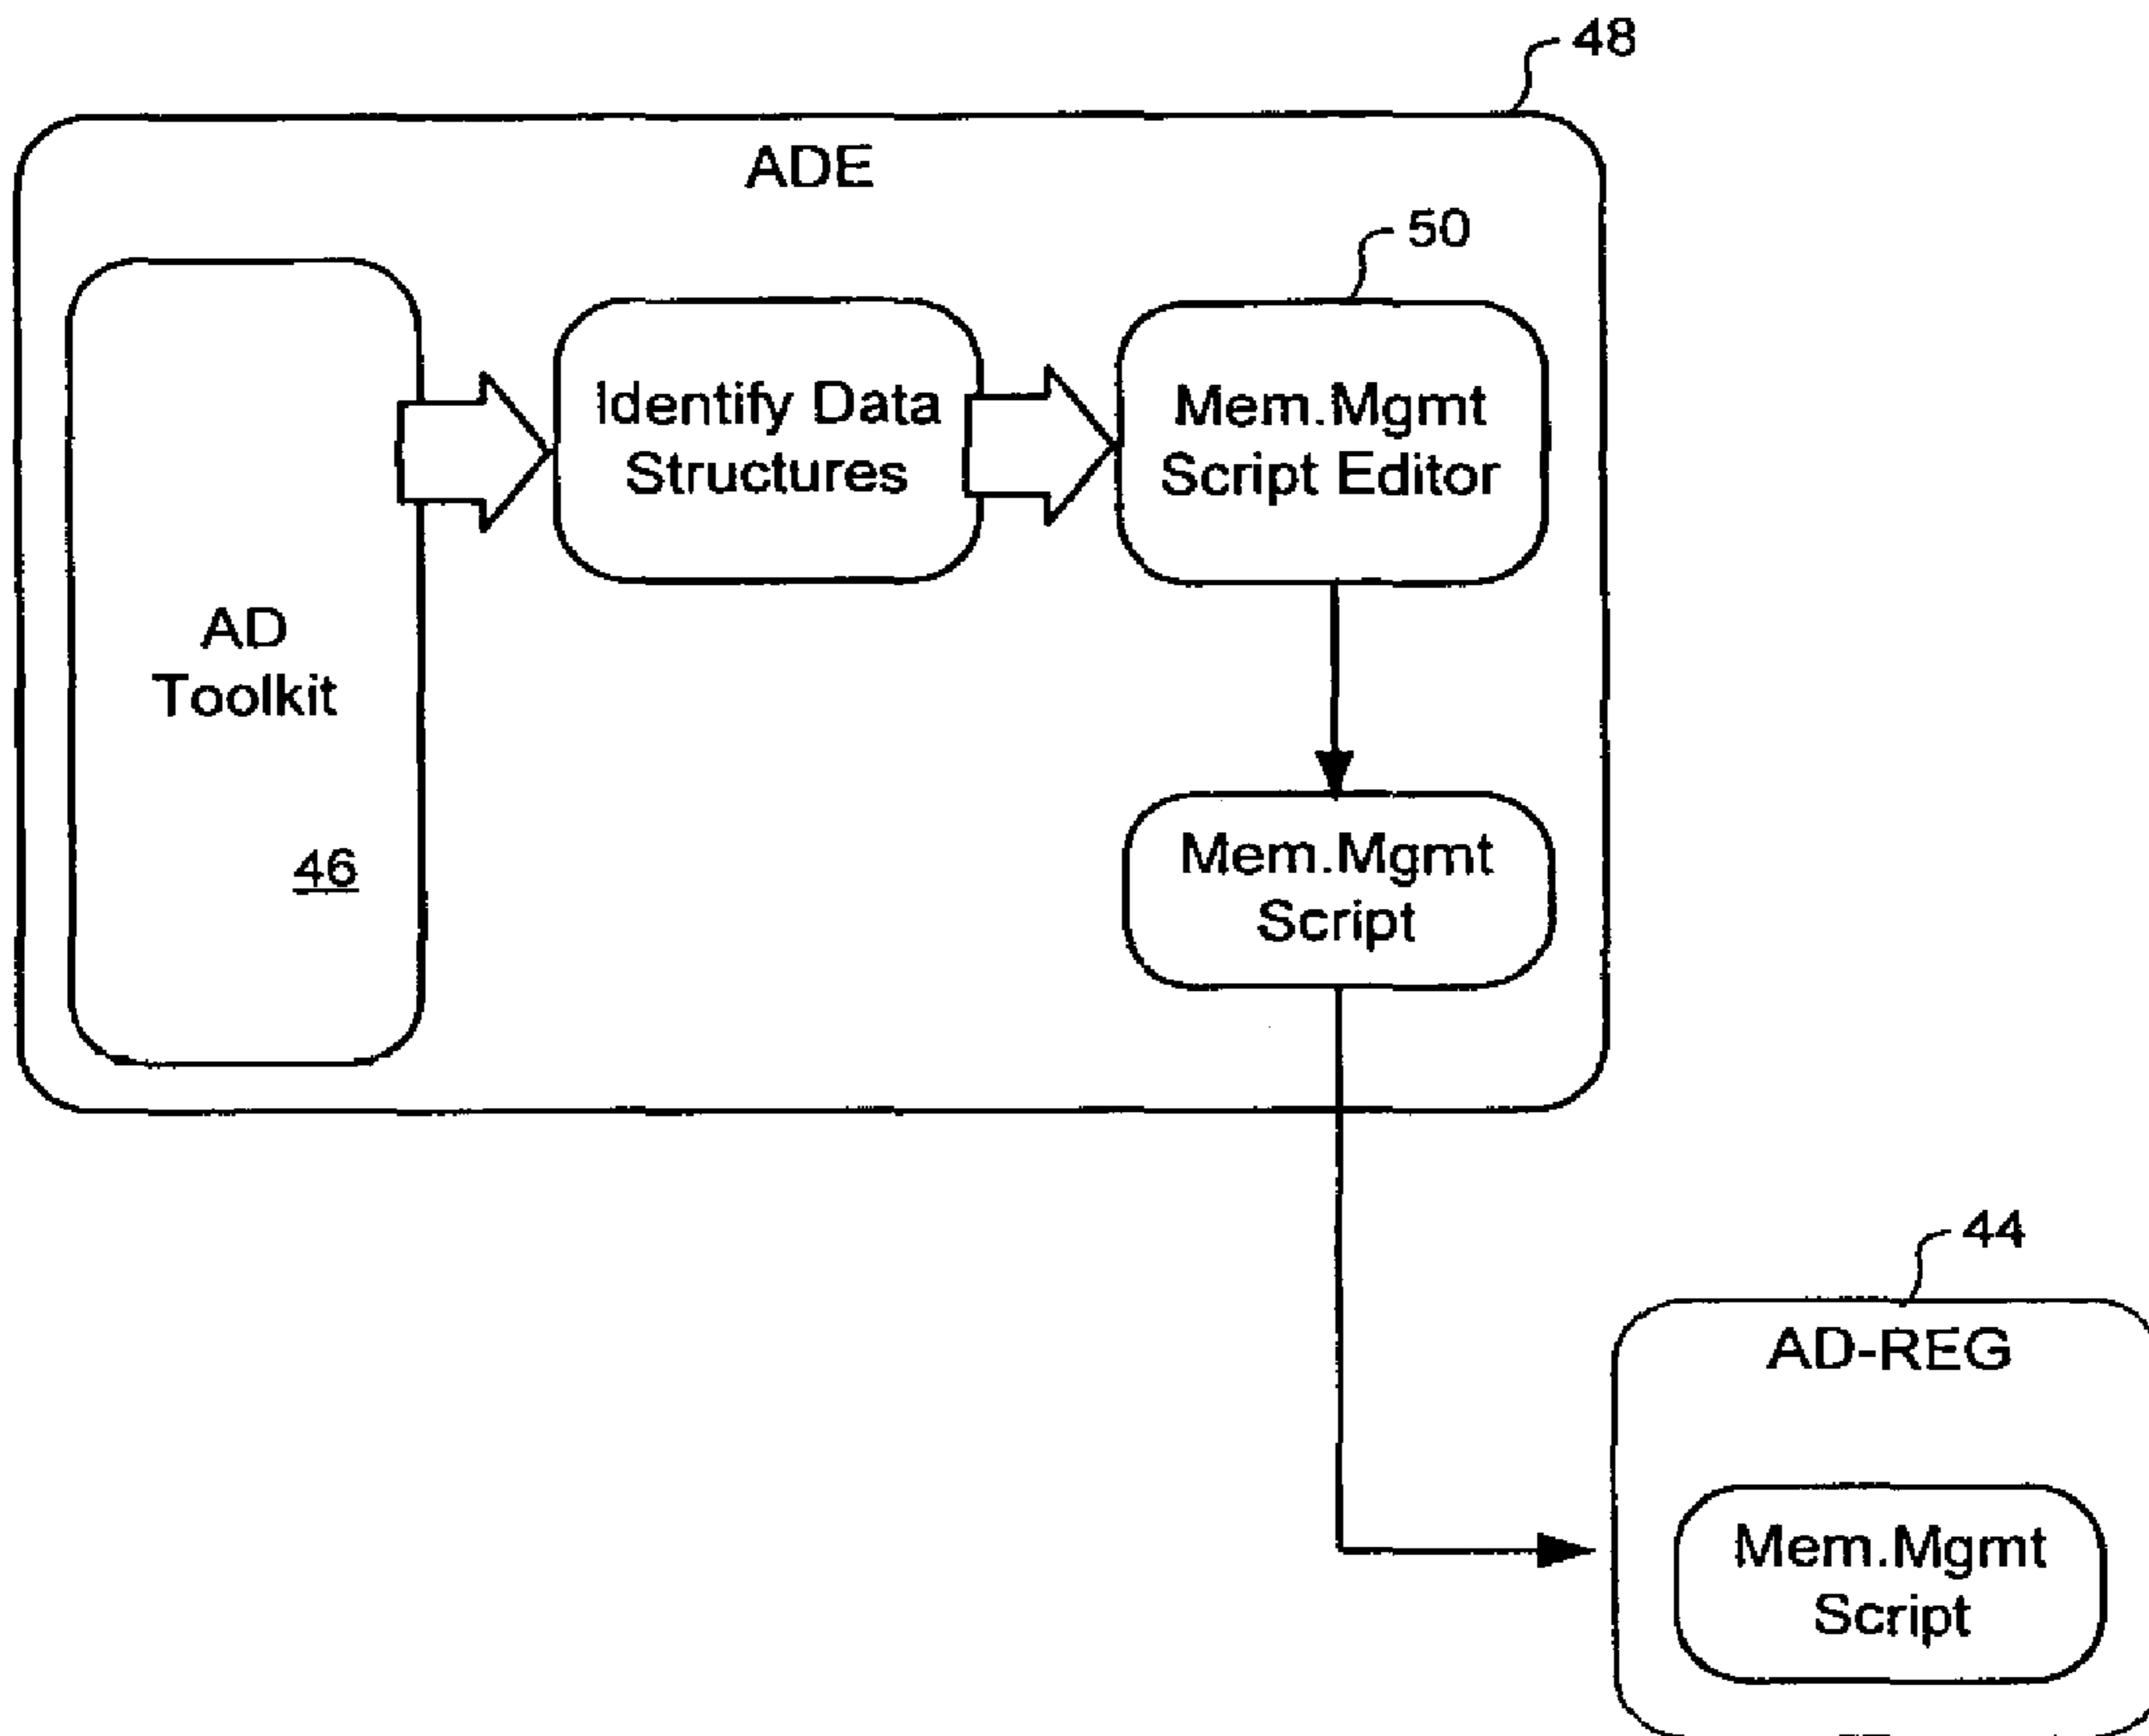 48
ADE
50
Identify Data
Structures
Mem.Mgmt
Script Editor
AD
Toolkit
46
Mem.Mgmt
Script
44
AD-REG
Mem.Mgmt
Script